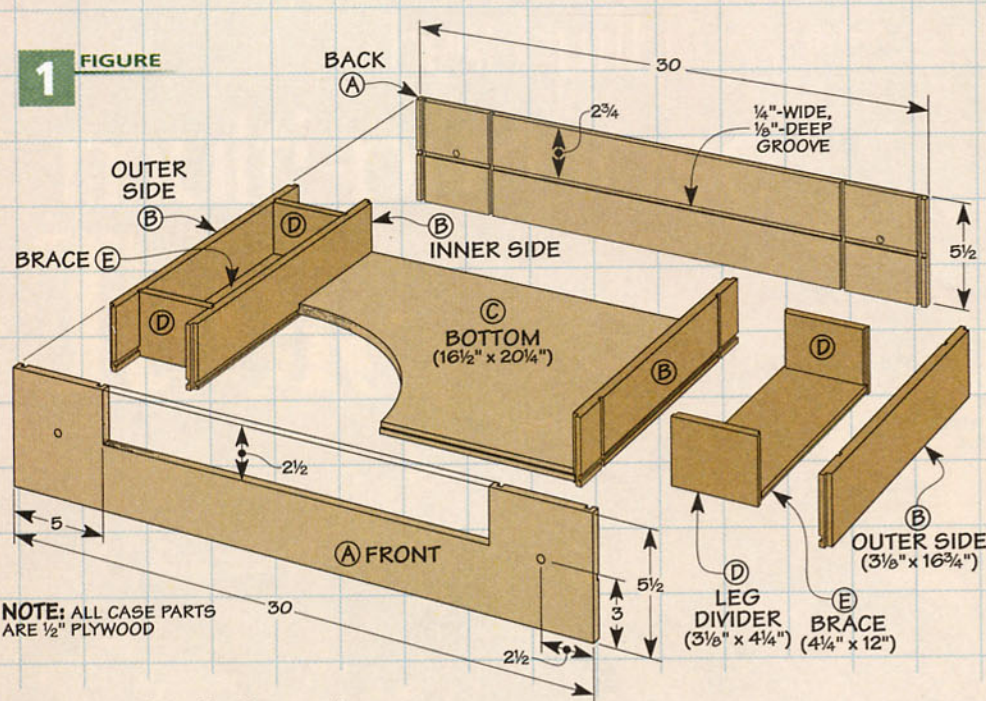 1 FIGURE
BACK
Ⓐ
30
2¾
¼"-WIDE,
⅛"-DEEP
GROOVE
5½
OUTER
SIDE
Ⓑ
BRACE Ⓔ
Ⓓ
Ⓓ
Ⓑ
INNER SIDE
Ⓒ
BOTTOM
(16½" x 20¼")
Ⓑ
Ⓓ
2½
5
Ⓐ FRONT
30
5½
3
2½
Ⓑ
OUTER SIDE
(3⅛" x 16¾")
Ⓓ
LEG
DIVIDER
(3⅛" x 4¼")
Ⓔ
BRACE
(4¼" x 12")
NOTE: ALL CASE PARTS
ARE ½" PLYWOOD